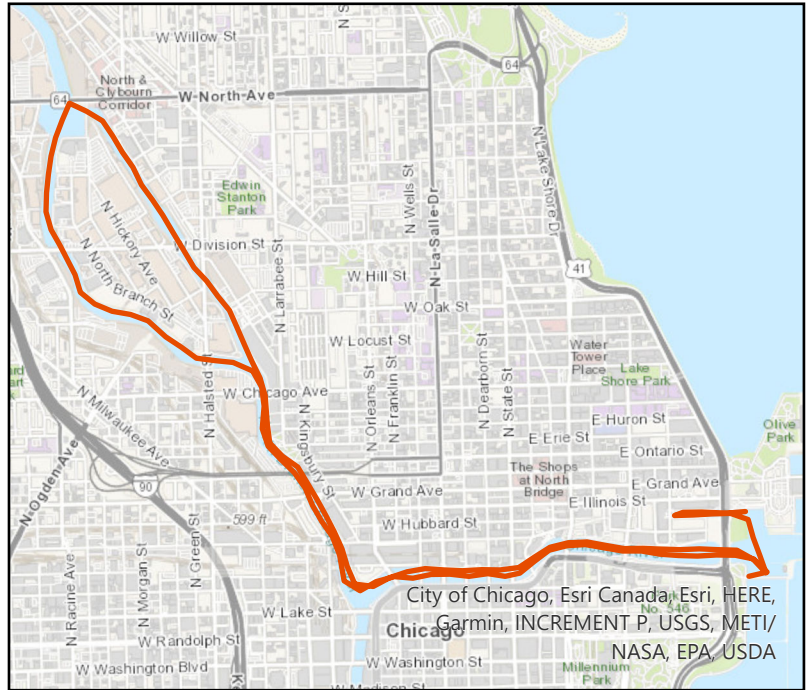 W Willow St
N S
64
North &
Clybourn
Corridor
64
W North Ave
N Lake Shore Dr
N Wells St
N La Salle Dr
Edwin
Stanton
Park
N Hickory Ave
W Division St
N North Branch St
N Larrabee St
W Hill St
41
W Oak St
W Locust St
N Orleans St
N Franklin St
N Dearborn St
N State St
Water
Tower
Place
Lake
Shore Park
N Halsted St
W Chicago Ave
N Milwaukee Ave
N Kingsbury St
E Huron St
E Erie St
E Ontario St
Olive
Park
N Ogden Ave
90
The Shops
at North
Bridge
E Grand Ave
W Grand Ave
E Illinois St
599 ft
W Hubbard St
N Racine Ave
N Morgan St
N Green St
W Lake St
W Randolph St
Chicago
W Washington Blvd
W Washington St
W Madison St
Millennium
Park
No. 546
City of Chicago, Esri Canada, Esri, HERE,
Garmin, INCREMENT P, USGS, METI/
NASA, EPA, USDA